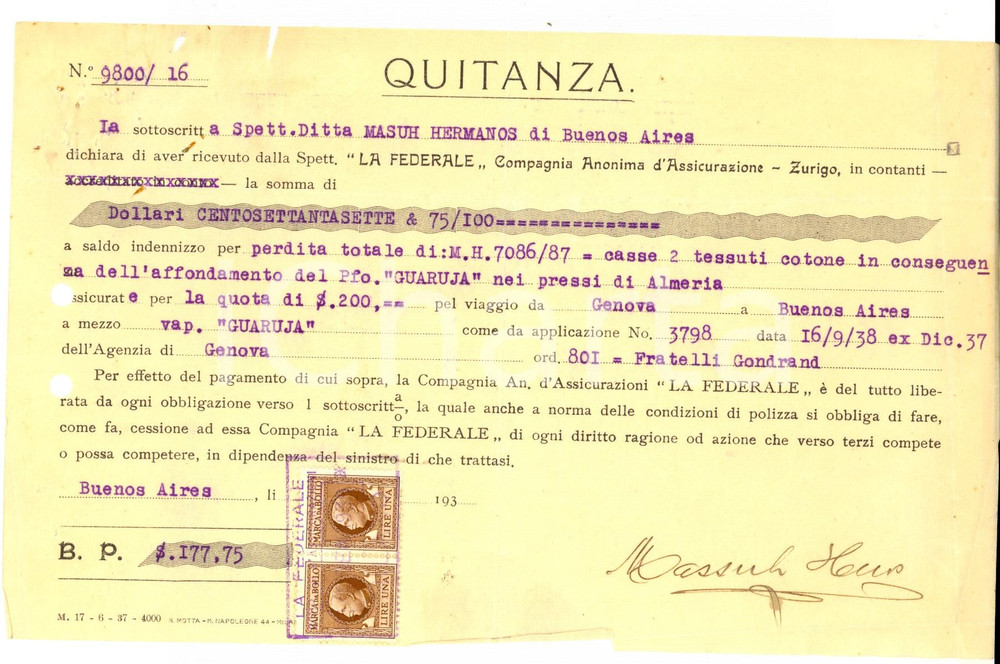 N.º 9800/ 16
QUITANZA.
Ia sottoscritta Spett.Ditta MASUH HERMANOS di Buenos Aires
dichiara di aver ricevuto dalla Spett. "LA FEDERALE„ Compagnia Anonima d'Assicurazione - Zurigo, in contanti —
— la somma di
Dollari CENTOSETTANTASETTE & 75/100===============
a saldo indennizzo per perdita totale di:M.H.7086/87 = casse 2 tessuti cotone in conseguen
za dell'affondamento del Pfo."GUARUJA" nei pressi di Almeria
ssicurate per la quota di $.200,== pel viaggio da Genova a Buenos Aires
a mezzo vap. "GUARUJA" come da applicazione No. 3798 data 16/9/38 ex Dic.37
dell'Agenzia di Genova ord. 801 = Fratelli Gondrand
Per effetto del pagamento di cui sopra, la Compagnia An. d'Assicurazioni "LA FEDERALE„ è del tutto libe-
rata da ogni obbligazione verso l sottoscritt a/o, la quale anche a norma delle condizioni di polizza si obbliga di fare,
come fa, cessione ad essa Compagnia "LA FEDERALE„ di ogni diritto ragione od azione che verso terzi compete
o possa competere, in dipendenza del sinistro di che trattasi.
Buenos Aires, li 193
B. P. $.177,75
LA FEDERALE
MARCA DA BOLLO LIRE UNA
MARCA DA BOLLO LIRE UNA
Massuh Hnos
M. 17 - 6 - 37 - 4000 N. MOTTA - M. NAPOLEONE 44 - MILA